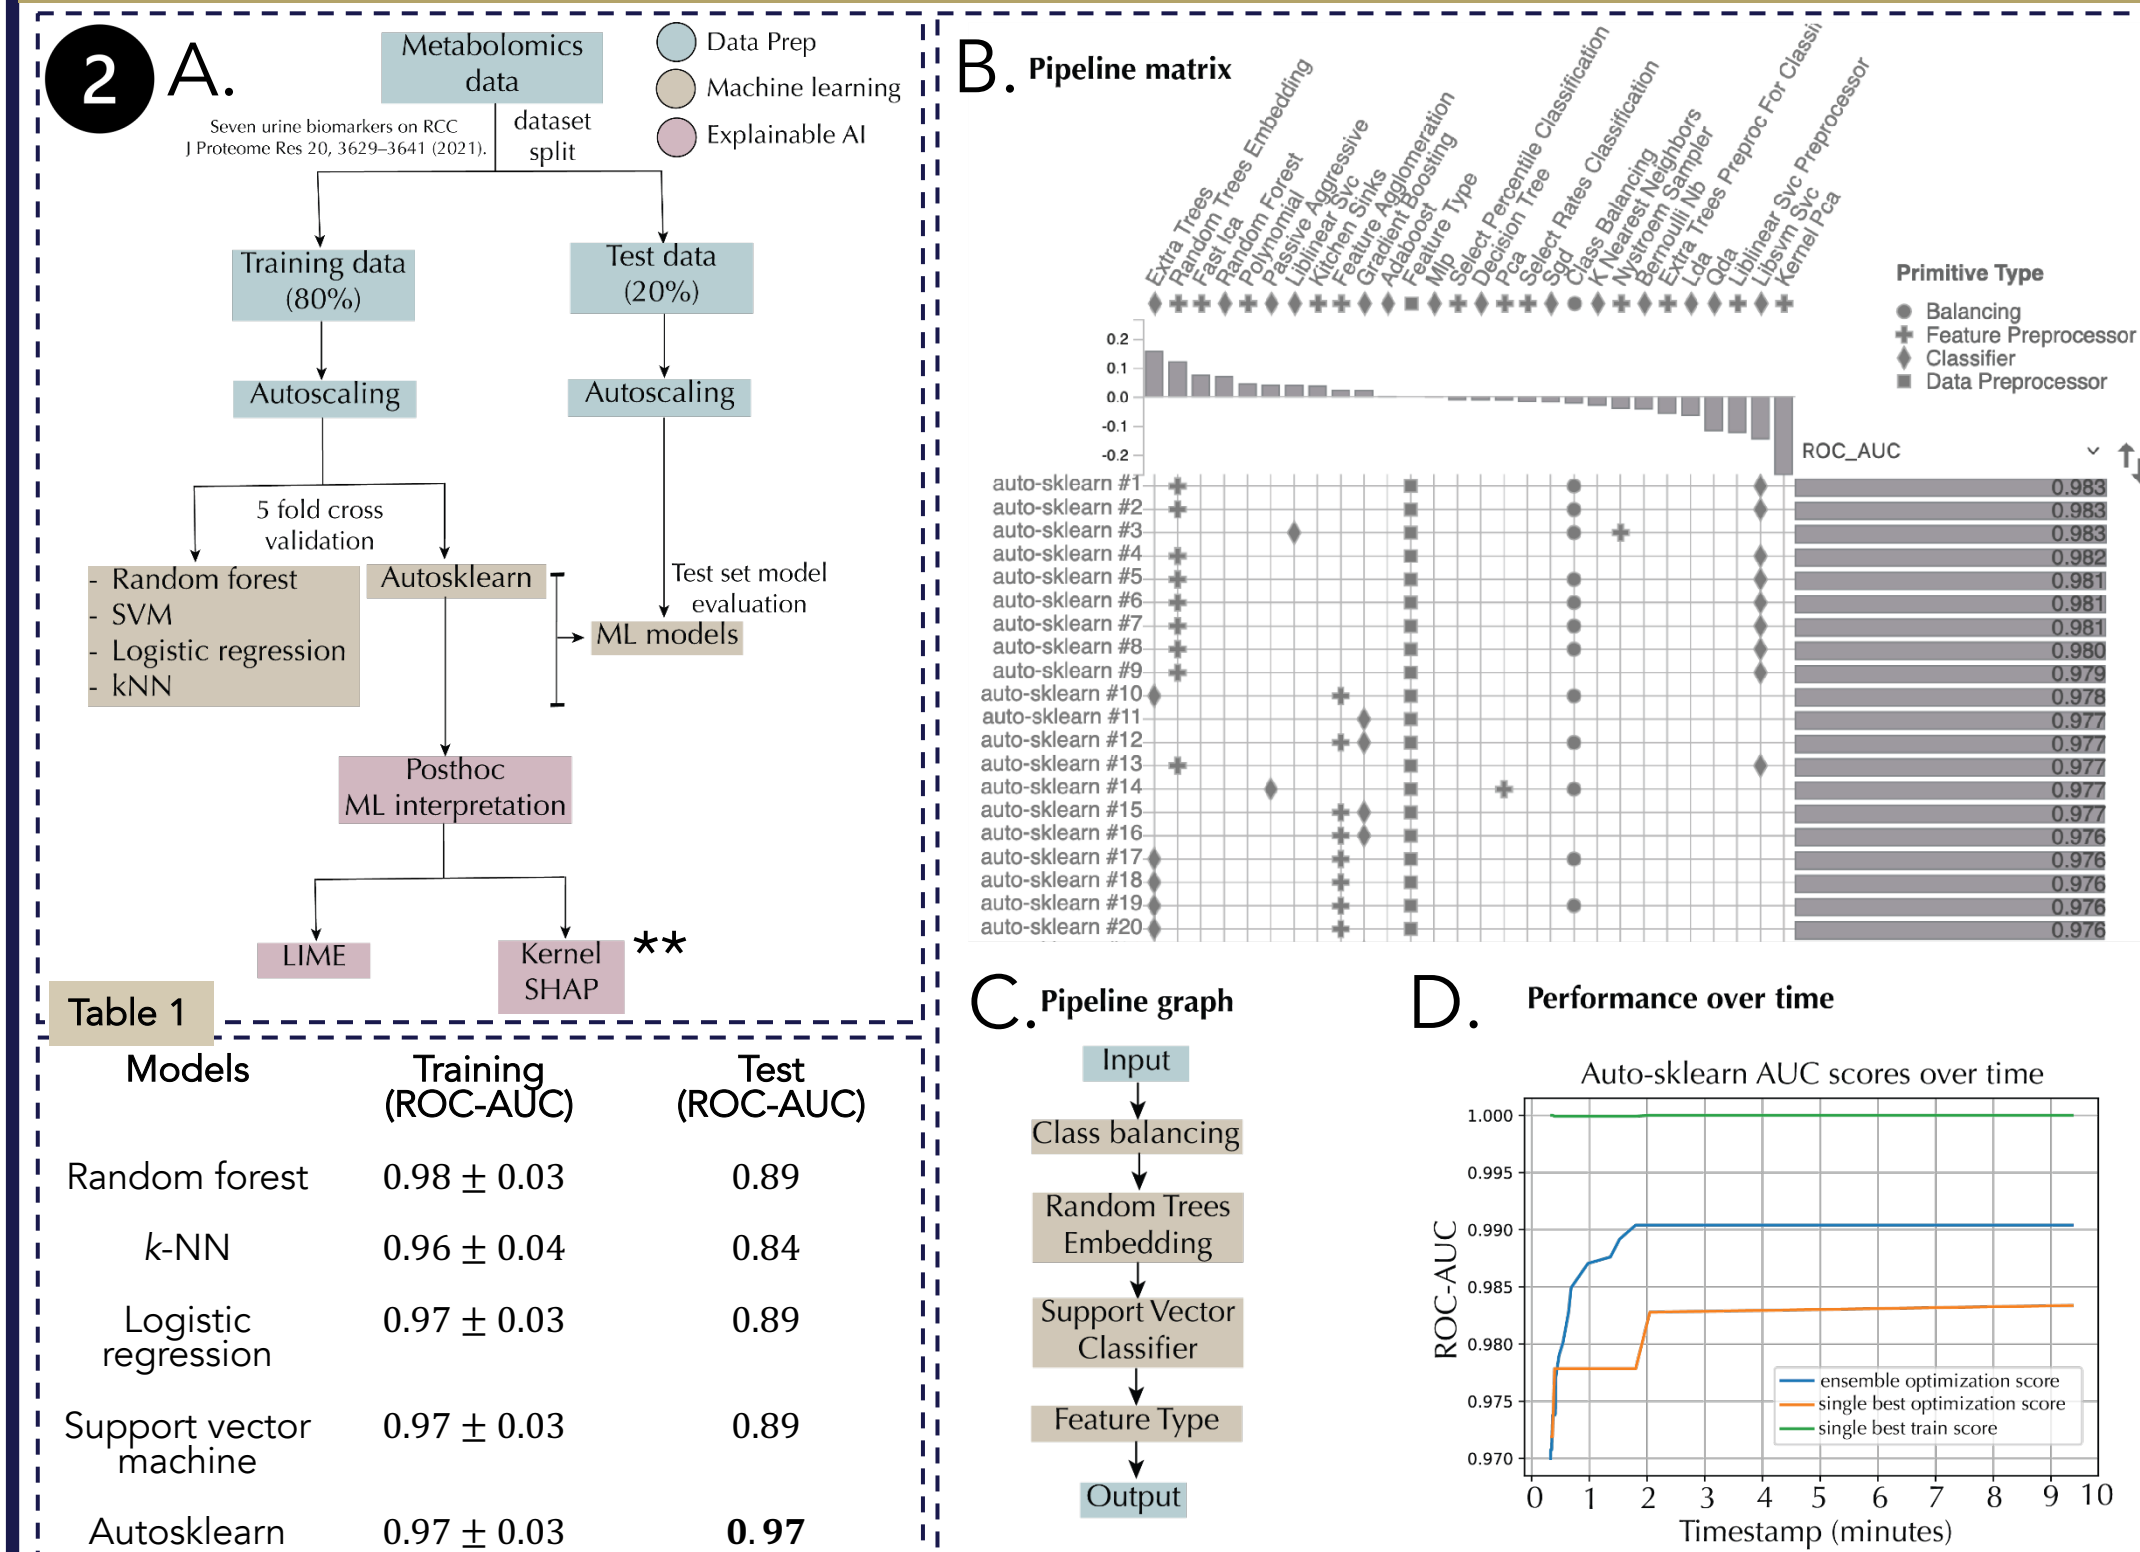 2
A.
Metabolomics
data
Data Prep
Machine learning
Explainable AI
Seven urine biomarkers on RCC
J Proteome Res 20, 3629–3641 (2021).
dataset
split
Training data
(80%)
Test data
(20%)
Autoscaling
Autoscaling
5 fold cross
validation
- Random forest
- SVM
- Logistic regression
- kNN
Autosklearn
Test set model
evaluation
ML models
Posthoc
ML interpretation
LIME
Kernel
SHAP
**
Table 1
Models
Training
(ROC-AUC)
Test
(ROC-AUC)
Random forest 0.98 ± 0.03 0.89
k-NN 0.96 ± 0.04 0.84
Logistic
regression 0.97 ± 0.03 0.89
Support vector
machine 0.97 ± 0.03 0.89
Autosklearn 0.97 ± 0.03 0.97
B.
Pipeline matrix
Extra Trees
Random Trees Embedding
Fast Ica
Random Forest
Polynomial
Passive Aggressive
Liblinear Svc
Kitchen Sinks
Feature Agglomeration
Gradient Boosting
Adaboost
Feature Type
Mlp
Select Percentile Classification
Decision Tree
Pca
Select Rates Classification
Sgd
Class Balancing
K Nearest Neighbors
Nystroem Sampler
Bernoulli Nb
Extra Trees Preproc For Classifi
Lda
Qda
Liblinear Svc Preprocessor
Libsvm Svc
Kernel Pca
Primitive Type
Balancing
Feature Preprocessor
Classifier
Data Preprocessor
0.2
0.1
0.0
-0.1
-0.2
ROC_AUC
auto-sklearn #1 0.983
auto-sklearn #2 0.983
auto-sklearn #3 0.983
auto-sklearn #4 0.982
auto-sklearn #5 0.981
auto-sklearn #6 0.981
auto-sklearn #7 0.981
auto-sklearn #8 0.980
auto-sklearn #9 0.979
auto-sklearn #10 0.978
auto-sklearn #11 0.977
auto-sklearn #12 0.977
auto-sklearn #13 0.977
auto-sklearn #14 0.977
auto-sklearn #15 0.977
auto-sklearn #16 0.976
auto-sklearn #17 0.976
auto-sklearn #18 0.976
auto-sklearn #19 0.976
auto-sklearn #20 0.976
C.
Pipeline graph
Input
Class balancing
Random Trees
Embedding
Support Vector
Classifier
Feature Type
Output
D.
Performance over time
Auto-sklearn AUC scores over time
ROC-AUC
1.000
0.995
0.990
0.985
0.980
0.975
0.970
ensemble optimization score
single best optimization score
single best train score
0 1 2 3 4 5 6 7 8 9 10
Timestamp (minutes)